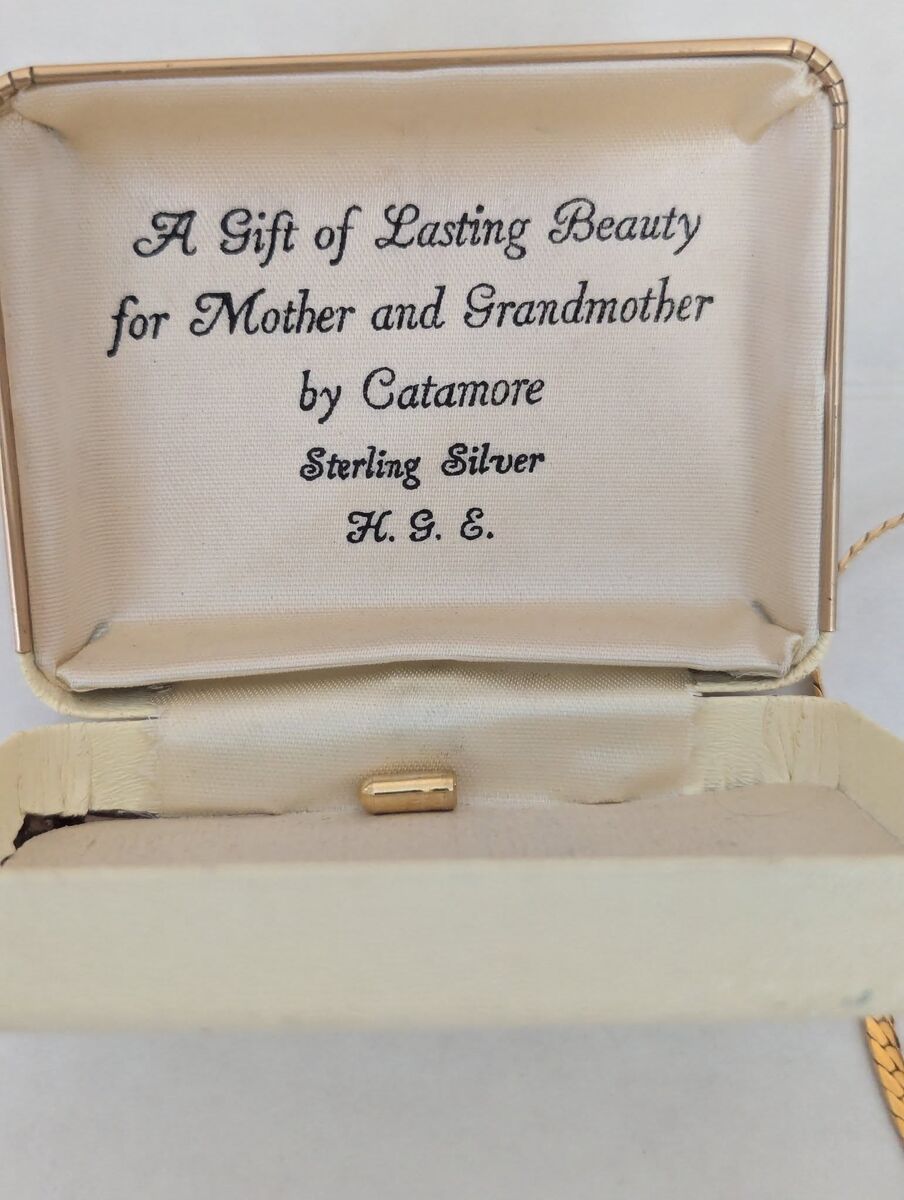 A Gift of Lasting Beauty
for Mother and Grandmother
by Catamore
Sterling Silver
H. G. E.